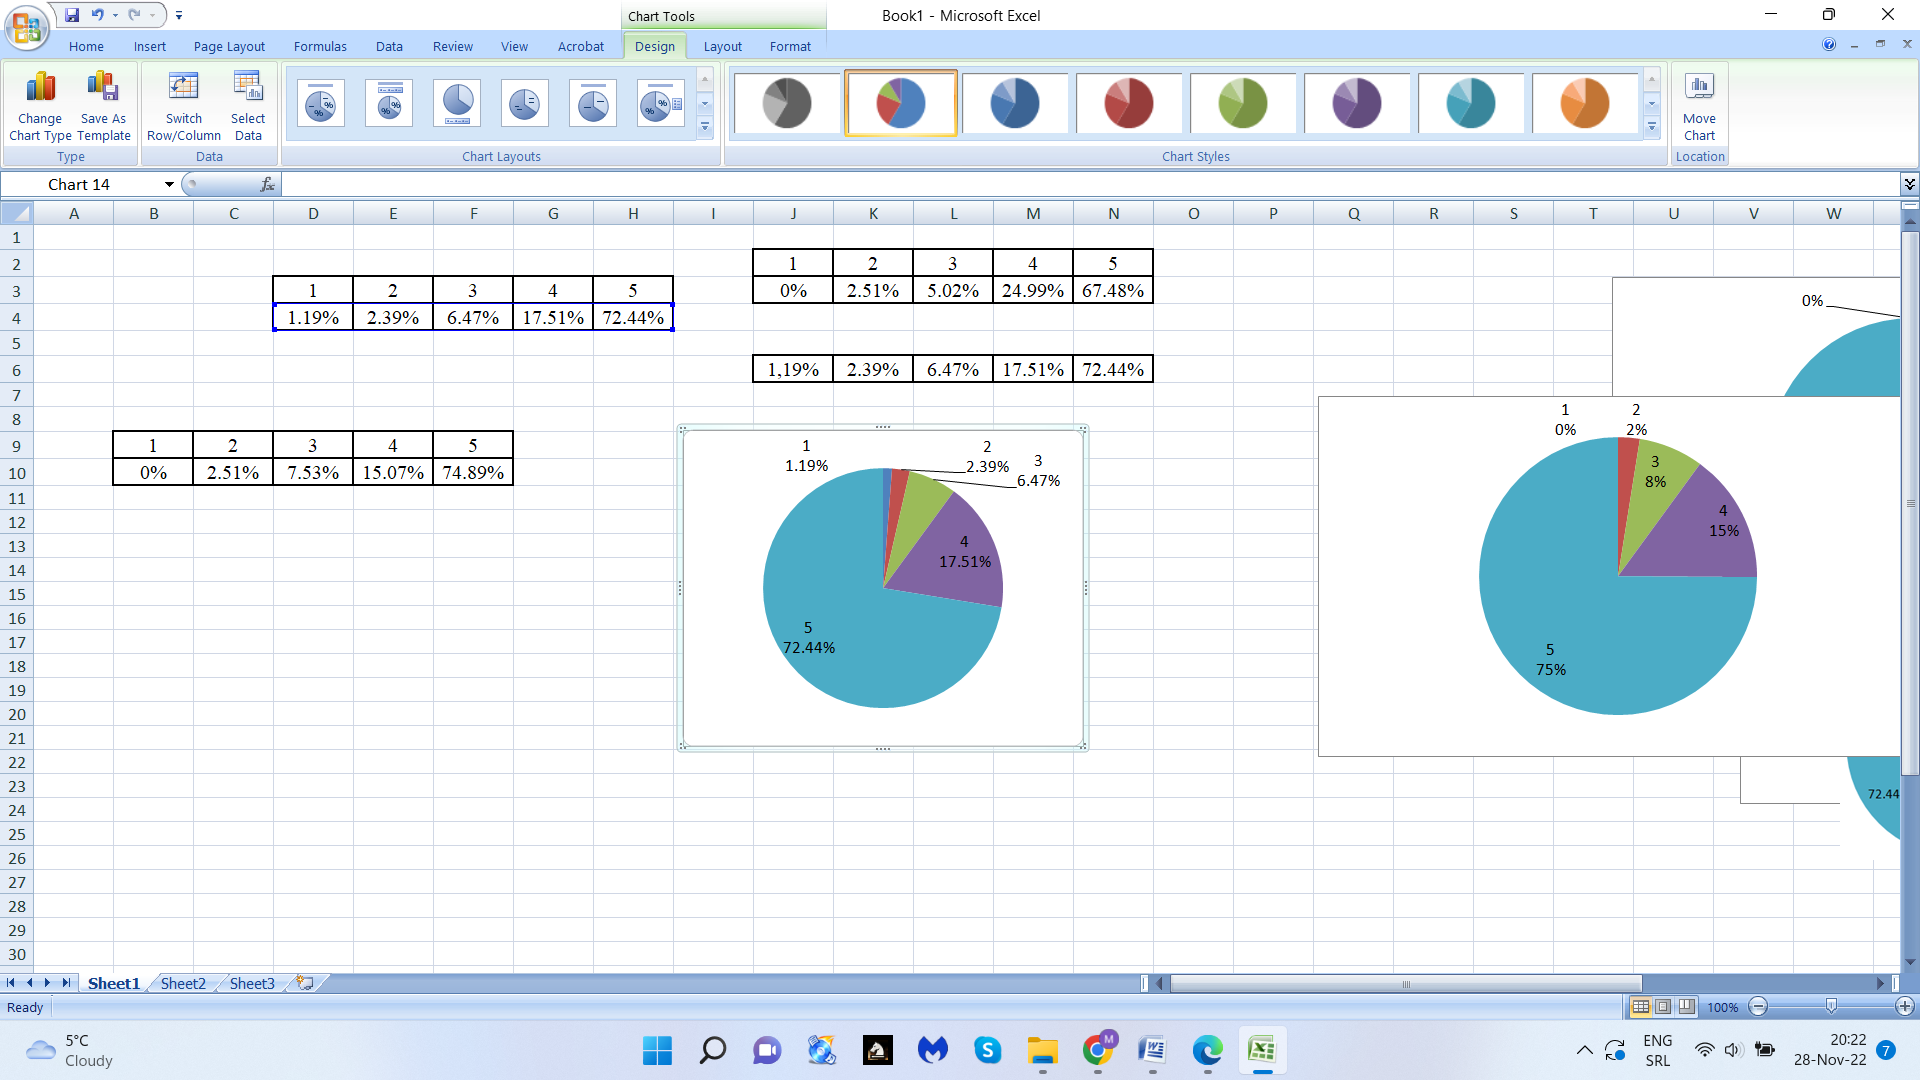 Chart Tools
Book1 - Microsoft Excel
Home Insert Page Layout Formulas Data Review View Acrobat Design Layout Format
Change Chart Type
Save As Template
Switch Row/Column
Select Data
Move Chart
Type Data Chart Layouts Chart Styles Location
Chart 14 fx
A B C D E F G H I J K L M N O P Q R S T U V W
1
2 1 2 3 4 5
3 1 2 3 4 5 0% 2.51% 5.02% 24.99% 67.48%
4 1.19% 2.39% 6.47% 17.51% 72.44%
5
6 1,19% 2.39% 6.47% 17.51% 72.44%
7
8
9 1 2 3 4 5
10 0% 2.51% 7.53% 15.07% 74.89%
11
12
13
14
15
16
17
18
19
20
21
22
23
24
25
26
27
28
29
30
1
1.19%
2
2.39%
3
6.47%
4
17.51%
5
72.44%
0%
1
0%
2
2%
3
8%
4
15%
5
75%
72.44
Sheet1 Sheet2 Sheet3
Ready 100%
5°C
Cloudy
ENG
SRL
20:22
28-Nov-22
7